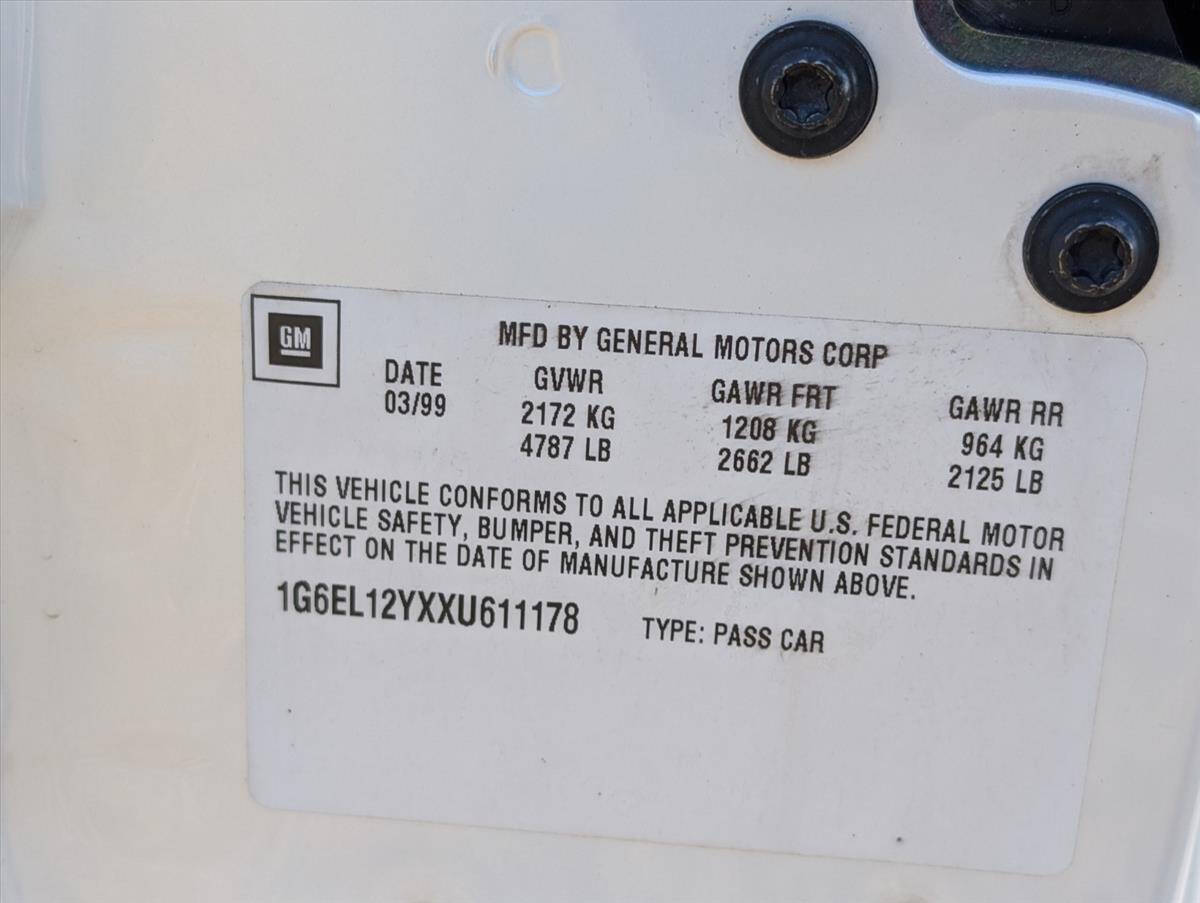 GM
MFD BY GENERAL MOTORS CORP
DATE GVWR GAWR FRT GAWR RR
03/99 2172 KG 1208 KG 964 KG
4787 LB 2662 LB 2125 LB
THIS VEHICLE CONFORMS TO ALL APPLICABLE U.S. FEDERAL MOTOR
VEHICLE SAFETY, BUMPER, AND THEFT PREVENTION STANDARDS IN
EFFECT ON THE DATE OF MANUFACTURE SHOWN ABOVE.
1G6EL12YXXU611178 TYPE: PASS CAR